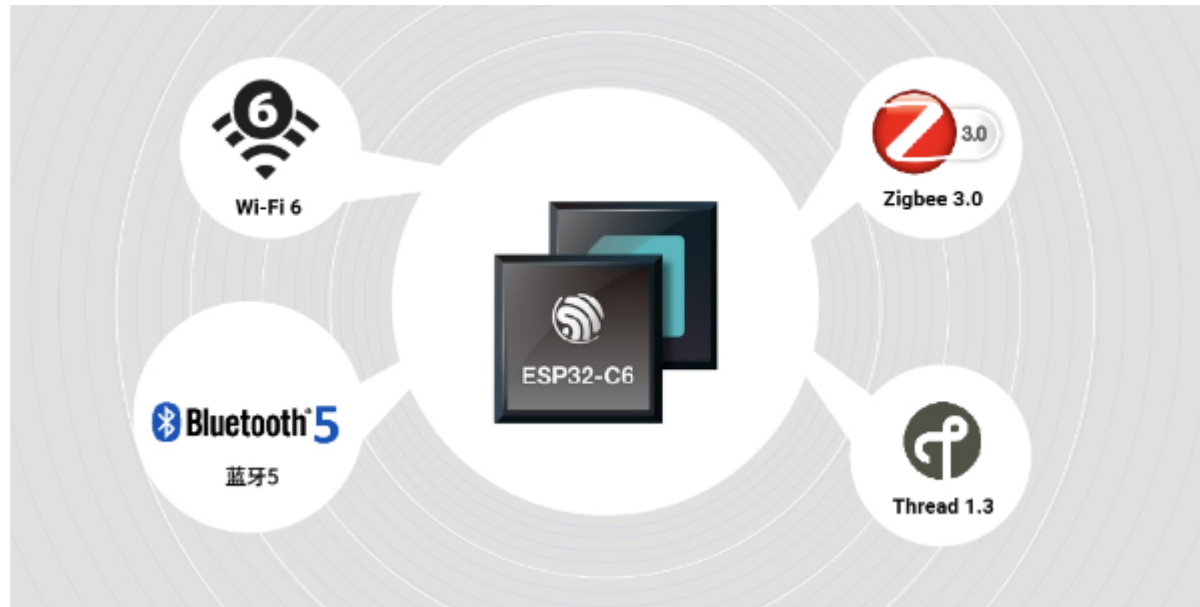 6
Wi-Fi 6
3.0
Zigbee 3.0
ESP32-C6
Bluetooth 5
蓝牙5
Thread 1.3